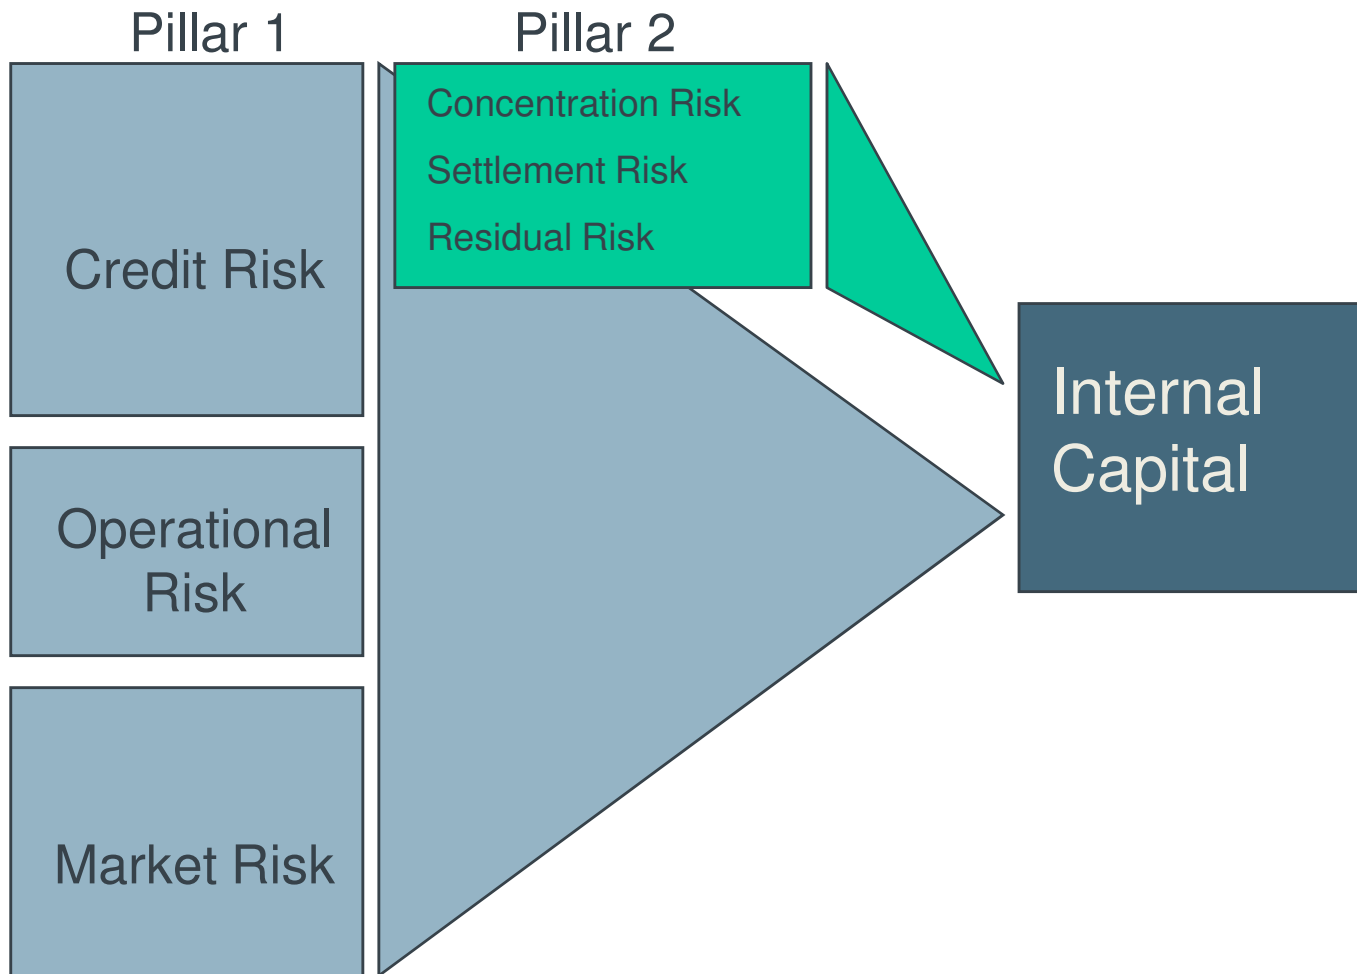 Pillar 1
Pillar 2
Concentration Risk
Settlement Risk
Residual Risk
Credit Risk
Internal
Capital
Operational
Risk
Market Risk